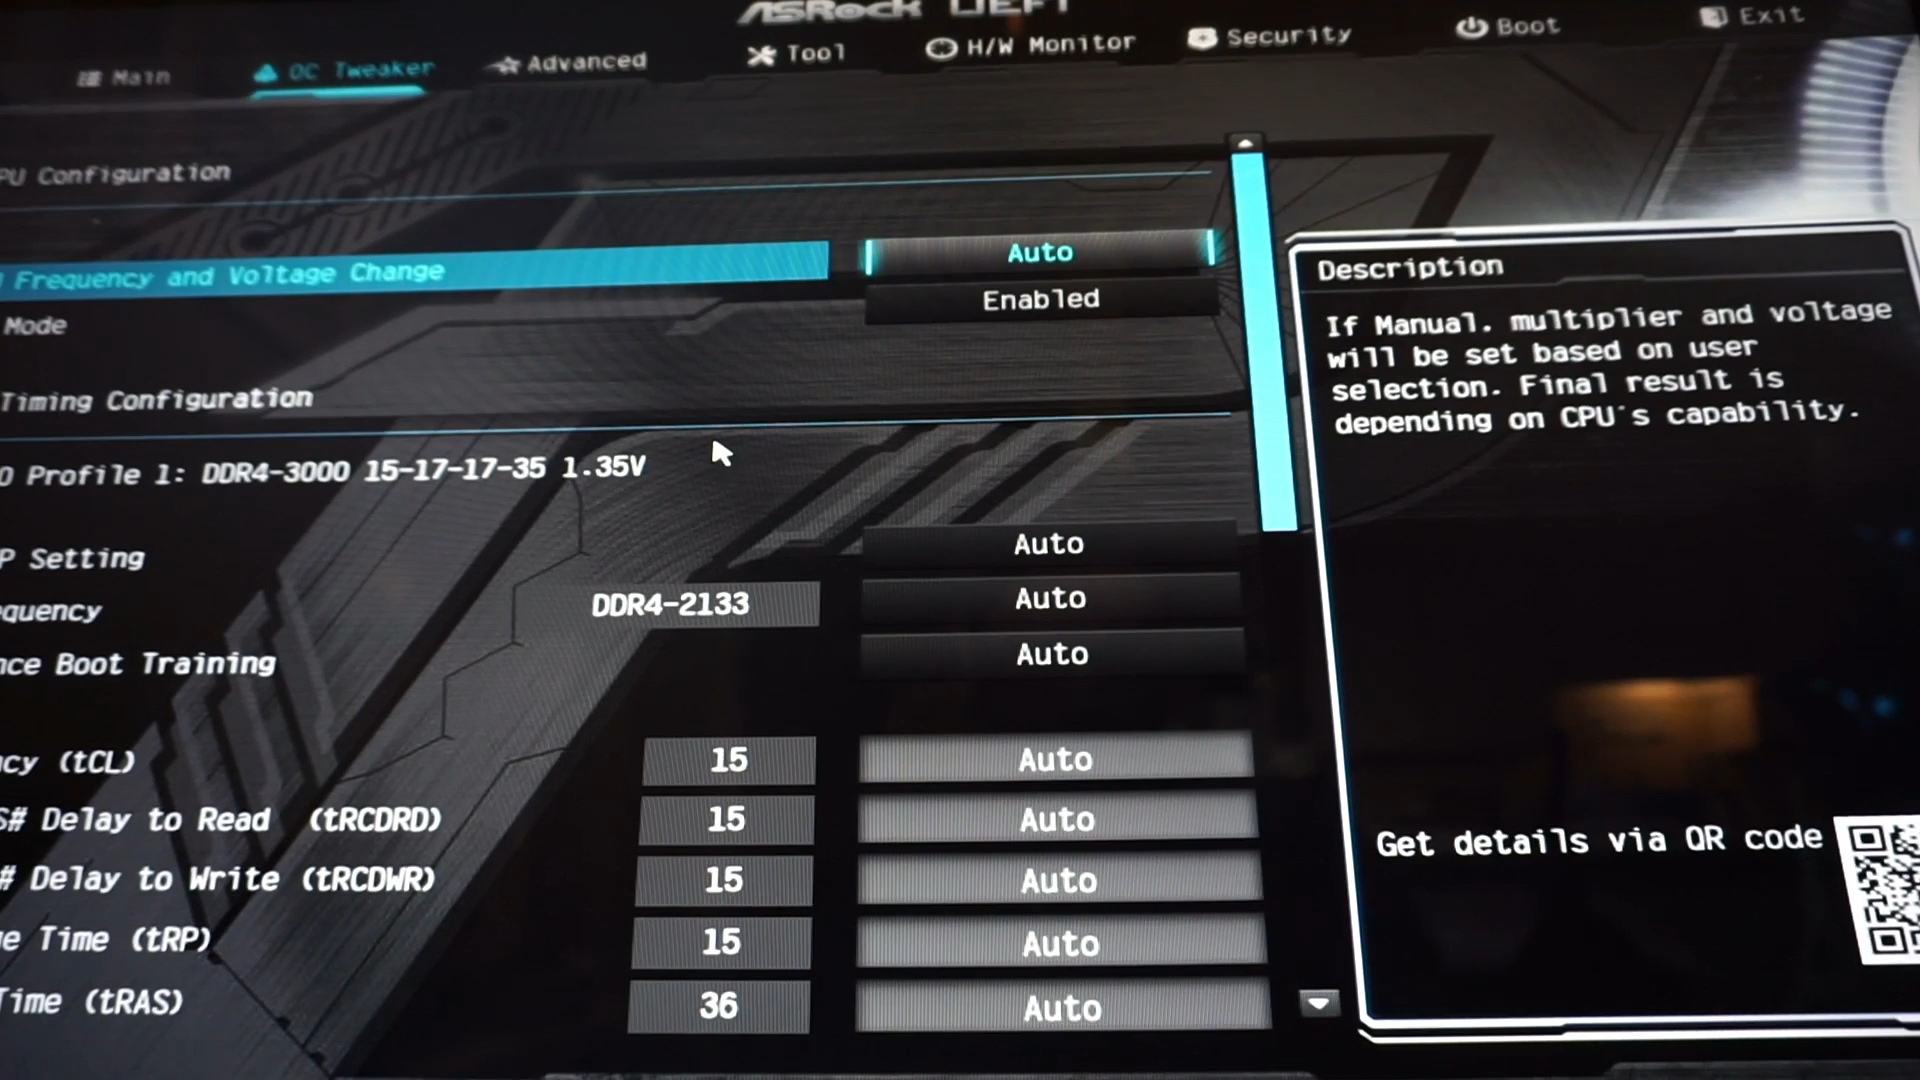 ASRock UEFI
Main OC Tweaker Advanced Tool H/W Monitor Security Boot Exit
PU Configuration
Frequency and Voltage Change Auto
Mode Enabled
Timing Configuration
O Profile 1: DDR4-3000 15-17-17-35 1.35V
P Setting Auto
quency DDR4-2133 Auto
nce Boot Training Auto
ncy (tCL) 15 Auto
S# Delay to Read (tRCDRD) 15 Auto
# Delay to Write (tRCDWR) 15 Auto
e Time (tRP) 15 Auto
Time (tRAS) 36 Auto
Description
If Manual, multiplier and voltage
will be set based on user
selection. Final result is
depending on CPU's capability.
Get details via QR code